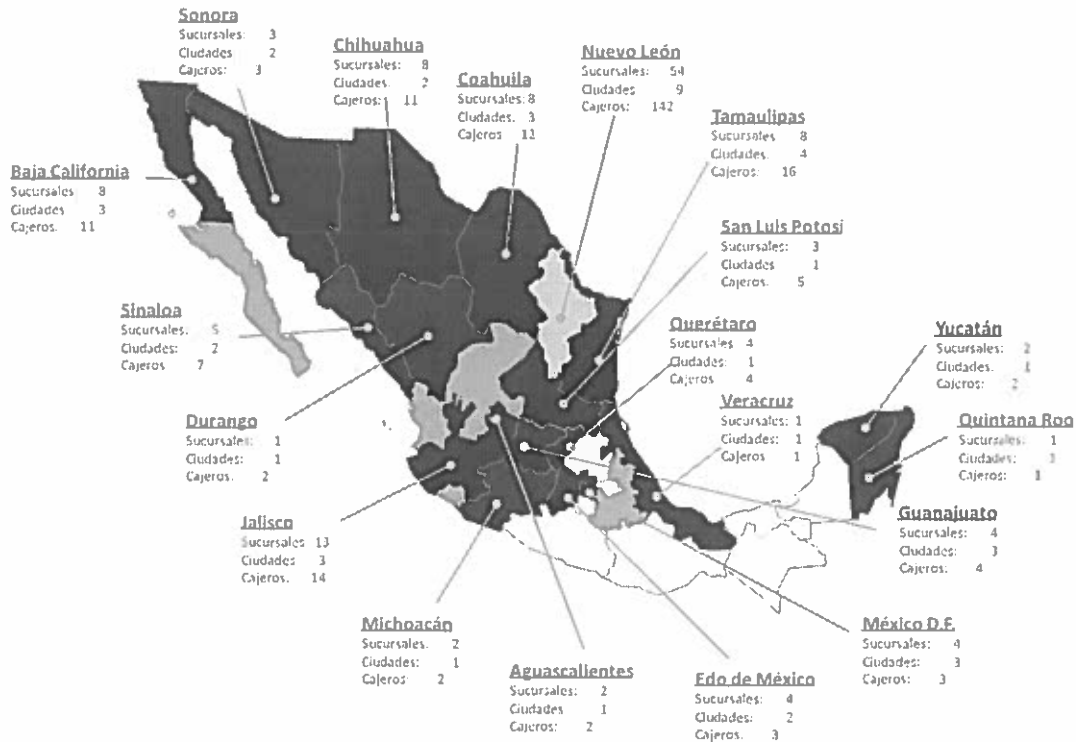 Sonora
Sucursales: 3
Ciudades 2
Cajeros: 3
Chihuahua
Sucursales: 8
Ciudades: 2
Cajeros: 11
Coahuila
Sucursales: 8
Ciudades: 3
Cajeros 12
Nuevo León
Sucursales: 54
Ciudades 9
Cajeros: 142
Tamaulipas
Sucursales 8
Ciudades. 4
Cajeros: 16
Baja California
Sucursales 8
Ciudades: 3
Cajeros. 11
San Luis Potosí
Sucursales: 3
Ciudades 1
Cajeros: 5
Sinaloa
Sucursales: 5
Ciudades: 2
Cajeros 7
Querétaro
Sucursales 4
Ciudades: 1
Cajeros 4
Yucatán
Sucursales: 2
Ciudades: 1
Cajeros: 2
Durango
Sucursales: 1
Ciudades: 1
Cajeros: 2
Veracruz
Sucursales: 1
Ciudades: 1
Cajeros 1
Quintana Roo
Sucursales: 1
Ciudades:
Cajeros: 1
Jalisco
Sucursales 13
Ciudades 3
Cajeros: 14
Guanajuato
Sucursales: 4
Ciudades: 3
Cajeros: 4
Michoacán
Sucursales. 2
Ciudades: 1
Cajeros: 2
Aguascalientes
Sucursales: 2
Ciudades 1
Cajeros: 2
Edo de México
Sucursales: 4
Ciudades: 2
Cajeros: 3
México D.F.
Sucursales: 4
Ciudades: 3
Cajeros: 3